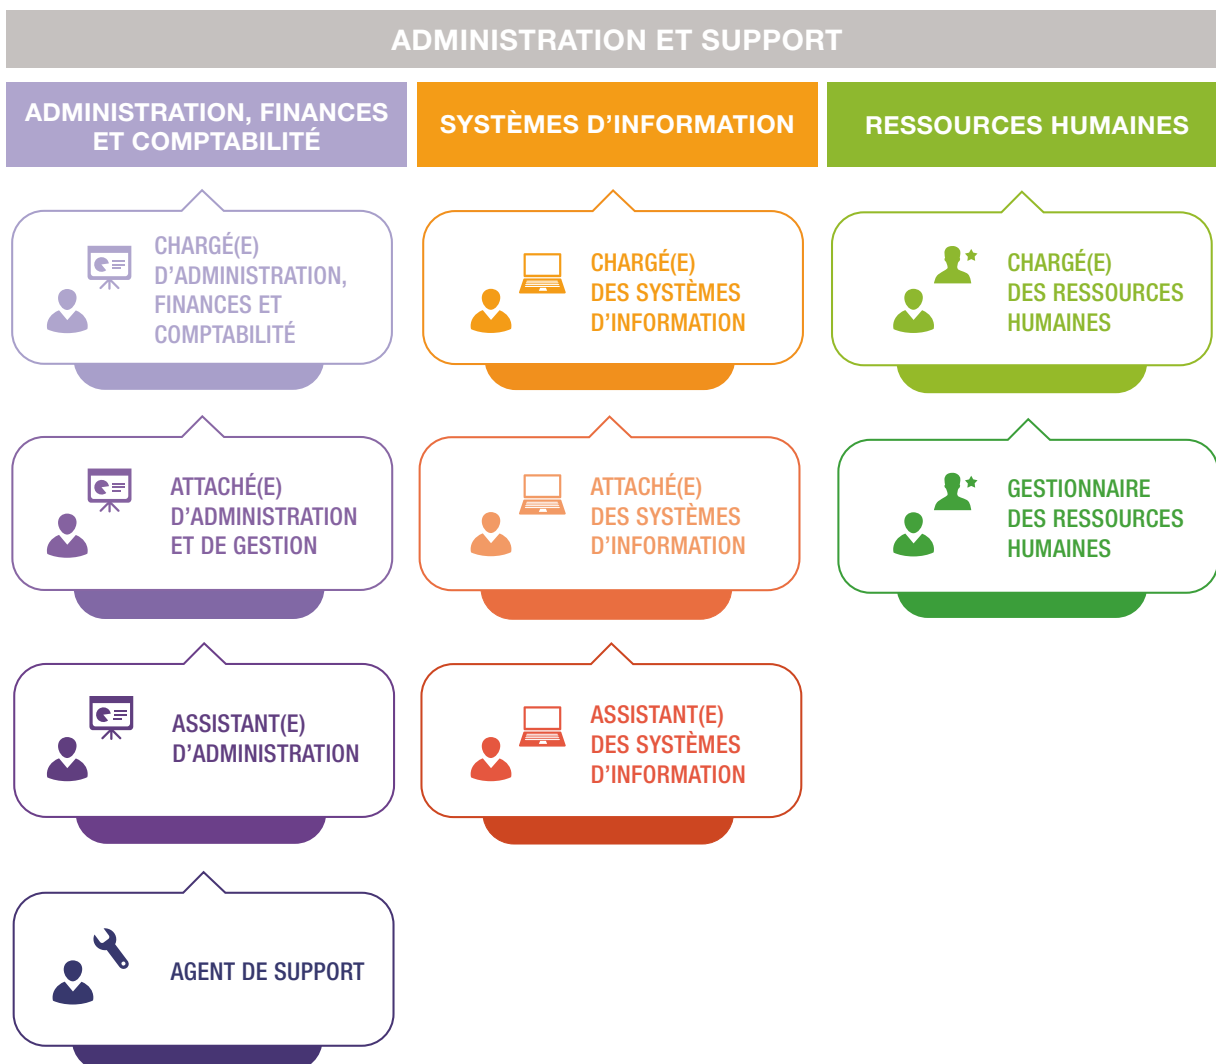 ADMINISTRATION ET SUPPORT
ADMINISTRATION, FINANCES
ET COMPTABILITÉ
CHARGÉ(E)
D’ADMINISTRATION,
FINANCES ET
COMPTABILITÉ
ATTACHÉ(E)
D’ADMINISTRATION
ET DE GESTION
ASSISTANT(E)
D’ADMINISTRATION
AGENT DE SUPPORT
SYSTÈMES D’INFORMATION
CHARGÉ(E)
DES SYSTÈMES
D’INFORMATION
ATTACHÉ(E)
DES SYSTÈMES
D’INFORMATION
ASSISTANT(E)
DES SYSTÈMES
D’INFORMATION
RESSOURCES HUMAINES
CHARGÉ(E)
DES RESSOURCES
HUMAINES
GESTIONNAIRE
DES RESSOURCES
HUMAINES